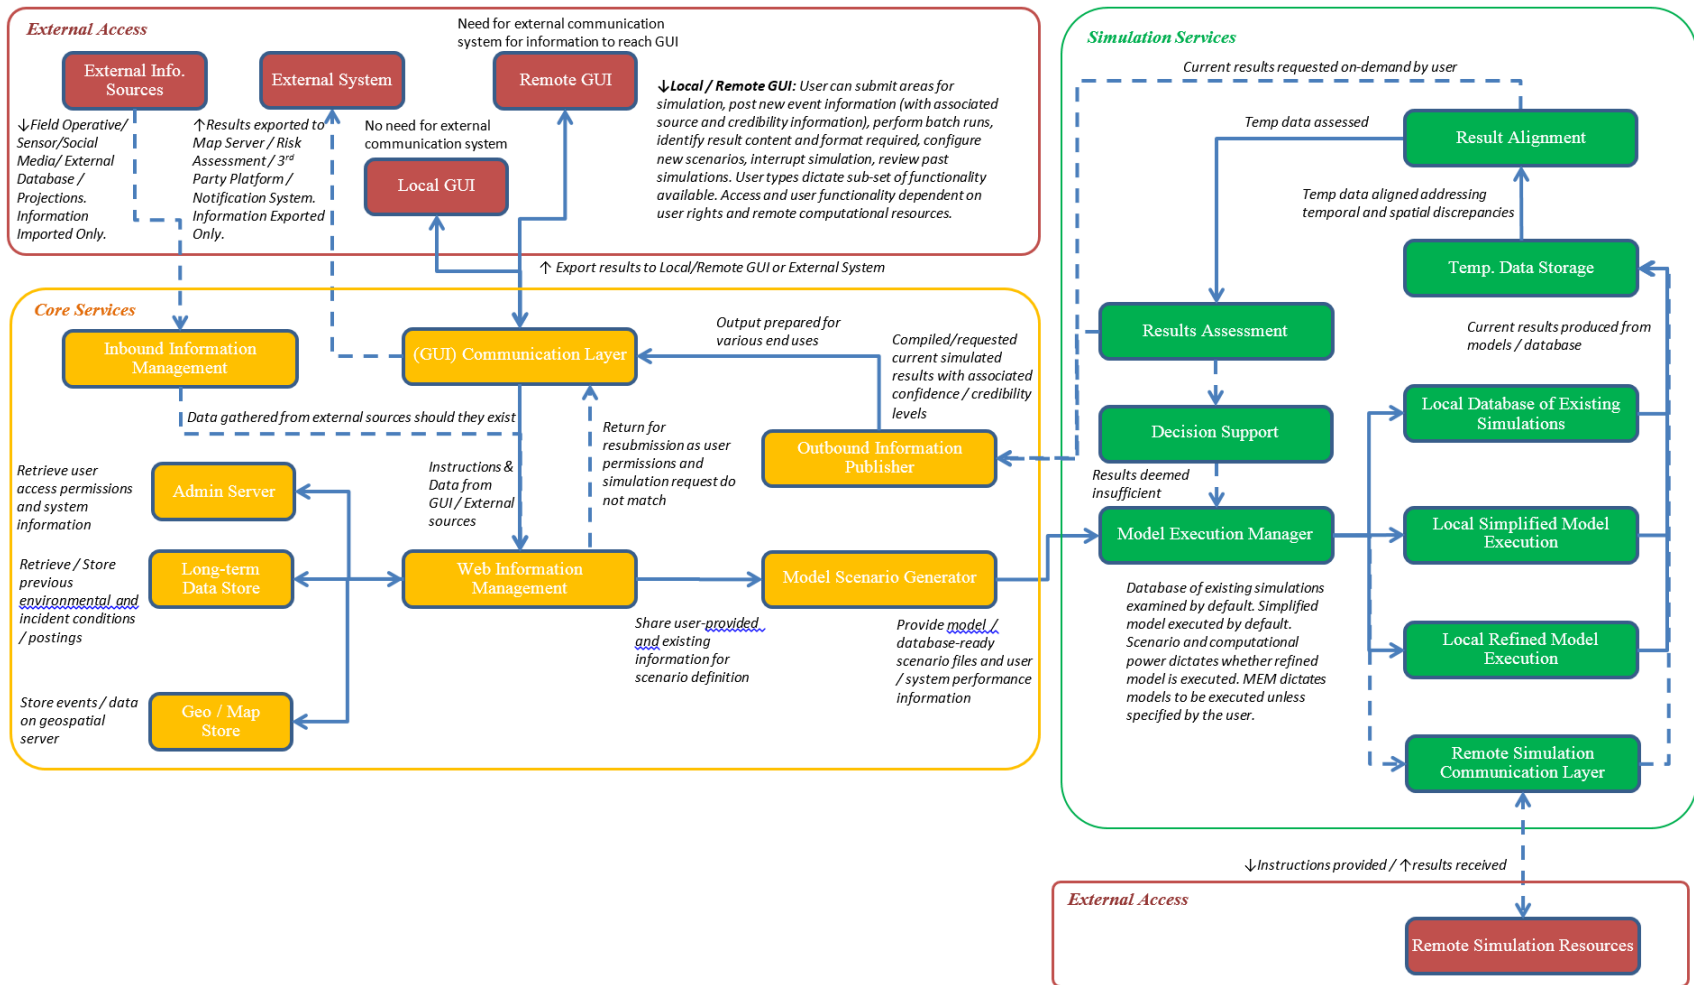 External Access
External Info.
Sources
External System
Need for external communication
system for information to reach GUI
Remote GUI
↓Field Operative/
Sensor/Social
Media/ External
Database /
Projections.
Information
Imported Only.
↑Results exported to
Map Server / Risk
Assessment / 3rd
Party Platform /
Notification System.
Information Exported
Only.
No need for external
communication system
Local GUI
↓Local / Remote GUI: User can submit areas for
simulation, post new event information (with associated
source and credibility information), perform batch runs,
identify result content and format required, configure
new scenarios, interrupt simulation, review past
simulations. User types dictate sub-set of functionality
available. Access and user functionality dependent on
user rights and remote computational resources.
↑ Export results to Local/Remote GUI or External System
Core Services
Inbound Information
Management
(GUI) Communication Layer
Output prepared for
various end uses
Compiled/requested
current simulated
results with associated
confidence / credibility
levels
Data gathered from external sources should they exist
Outbound Information
Publisher
Retrieve user
access permissions
and system
information
Admin Server
Instructions &
Data from
GUI / External
sources
Return for
resubmission as user
permissions and
simulation request do
not match
Retrieve / Store
previous
environmental and
incident conditions
/ postings
Long-term
Data Store
Web Information
Management
Model Scenario Generator
Share user-provided
and existing
information for
scenario definition
Provide model /
database-ready
scenario files and user
/ system performance
information
Store events / data
on geospatial
server
Geo / Map
Store
Simulation Services
Current results requested on-demand by user
Temp data assessed
Result Alignment
Temp data aligned addressing
temporal and spatial discrepancies
Temp. Data Storage
Results Assessment
Current results produced from
models / database
Decision Support
Local Database of Existing
Simulations
Results deemed
insufficient
Model Execution Manager
Local Simplified Model
Execution
Database of existing simulations
examined by default. Simplified
model executed by default.
Scenario and computational
power dictates whether refined
model is executed. MEM dictates
models to be executed unless
specified by the user.
Local Refined Model
Execution
Remote Simulation
Communication Layer
↓Instructions provided / ↑results received
External Access
Remote Simulation Resources